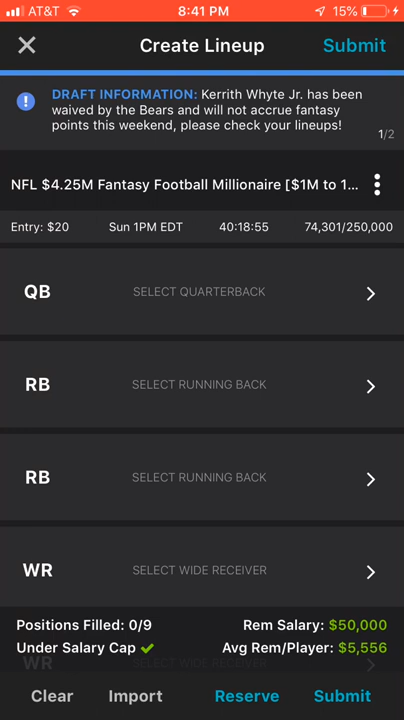 AT&T 8:41 PM 15%
Create Lineup Submit
DRAFT INFORMATION: Kerrith Whyte Jr. has been
waived by the Bears and will not accrue fantasy
points this weekend, please check your lineups!
1/2
NFL $4.25M Fantasy Football Millionaire [$1M to 1...
Entry: $20 Sun 1PM EDT 40:18:55 74,301/250,000
QB SELECT QUARTERBACK
RB SELECT RUNNING BACK
RB SELECT RUNNING BACK
WR SELECT WIDE RECEIVER
Positions Filled: 0/9 Rem Salary: $50,000
Under Salary Cap Avg Rem/Player: $5,556
WR SELECT WIDE RECEIVER
Clear Import Reserve Submit